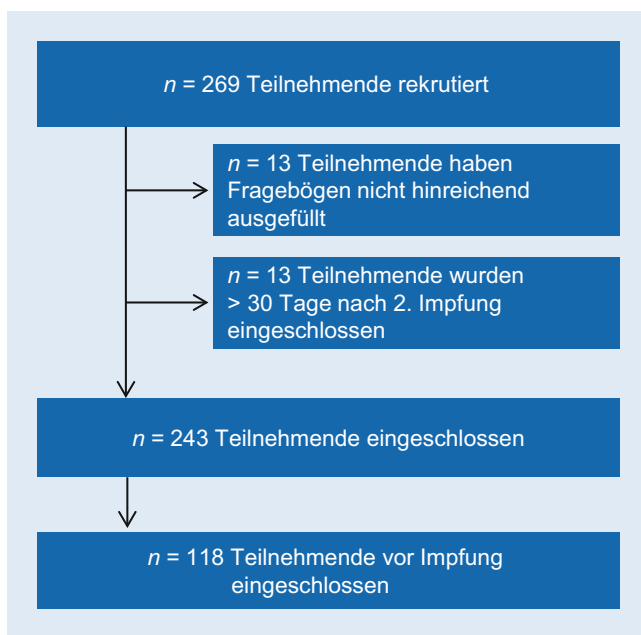 n = 269 Teilnehmende rekrutiert
n = 13 Teilnehmende haben
Fragebögen nicht hinreichend
ausgefüllt
n = 13 Teilnehmende wurden
> 30 Tage nach 2. Impfung
eingeschlossen
n = 243 Teilnehmende eingeschlossen
n = 118 Teilnehmende vor Impfung
eingeschlossen